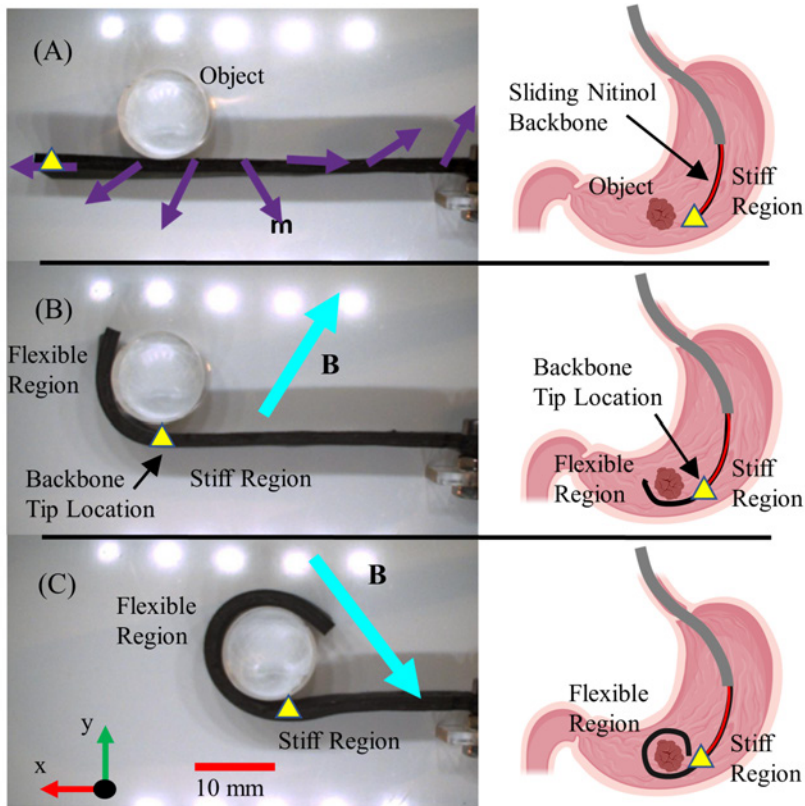 (A)
Object
m
Sliding Nitinol
Backbone
Object
Stiff
Region
(B)
Flexible
Region
B
Backbone
Tip Location
Stiff Region
Backbone
Tip Location
Flexible
Region
Stiff
Region
(C)
B
Flexible
Region
Stiff Region
y
x
10 mm
Flexible
Region
Stiff
Region